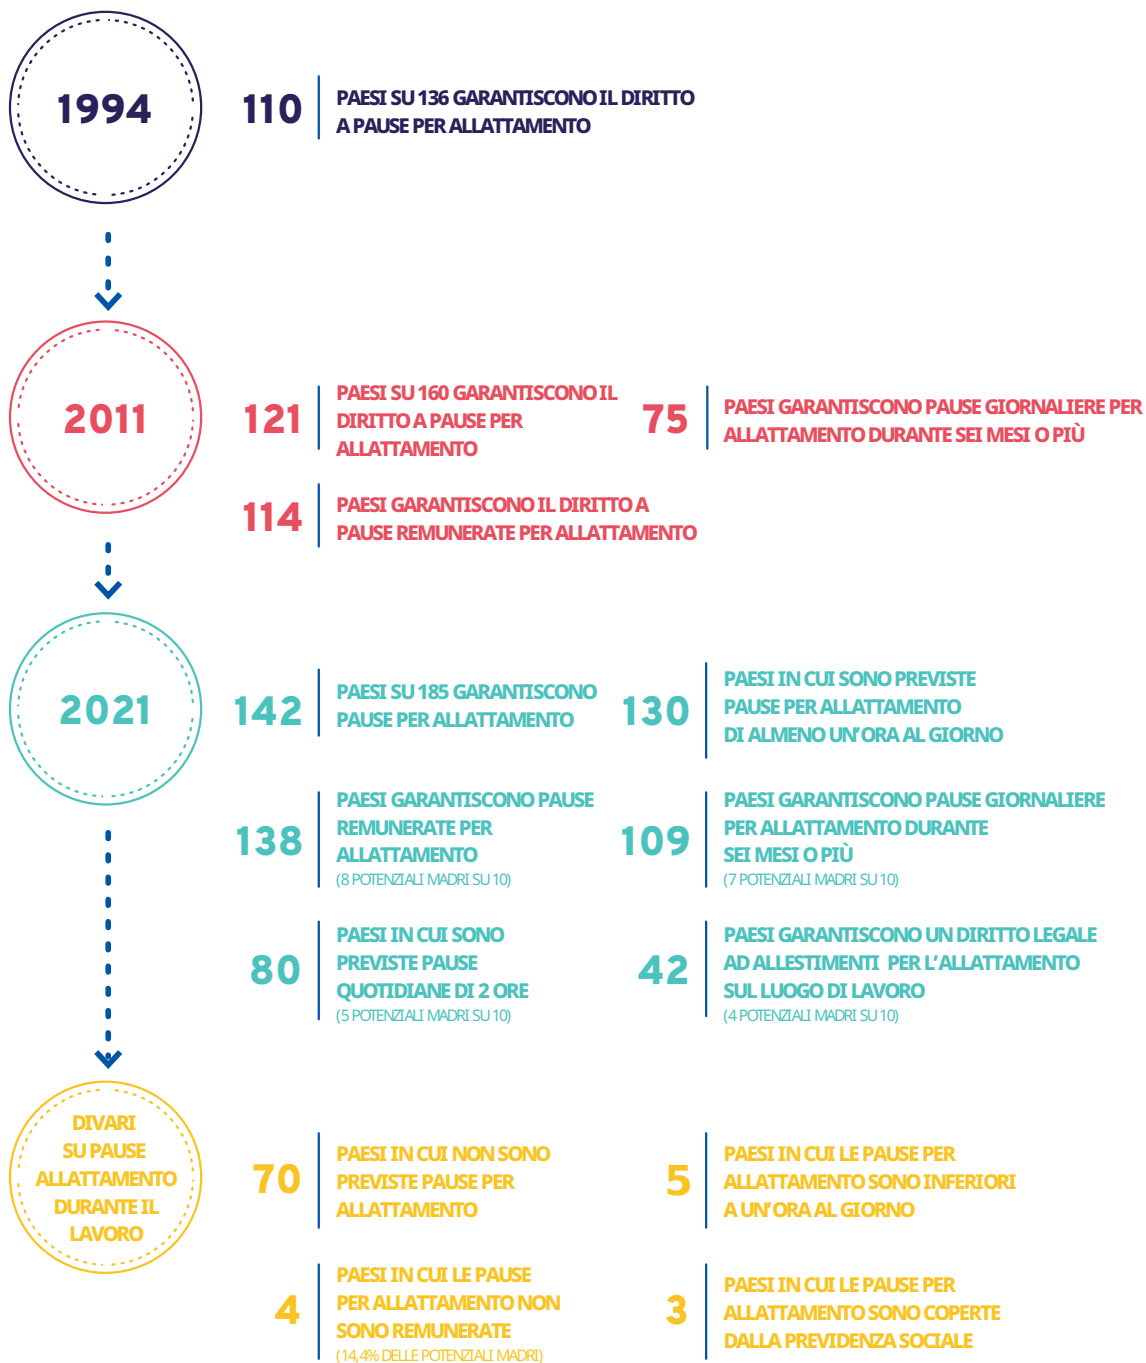 1994
110
PAESI SU 136 GARANTISCONO IL DIRITTO
A PAUSE PER ALLATTAMENTO
2011
121
PAESI SU 160 GARANTISCONO IL
DIRITTO A PAUSE PER
ALLATTAMENTO
75
PAESI GARANTISCONO PAUSE GIORNALIERE PER
ALLATTAMENTO DURANTE SEI MESI O PIÙ
114
PAESI GARANTISCONO IL DIRITTO A
PAUSE REMUNERATE PER ALLATTAMENTO
2021
142
PAESI SU 185 GARANTISCONO
PAUSE PER ALLATTAMENTO
130
PAESI IN CUI SONO PREVISTE
PAUSE PER ALLATTAMENTO
DI ALMENO UN'ORA AL GIORNO
138
PAESI GARANTISCONO PAUSE
REMUNERATE PER
ALLATTAMENTO
(8 POTENZIALI MADRI SU 10)
109
PAESI GARANTISCONO PAUSE GIORNALIERE
PER ALLATTAMENTO DURANTE
SEI MESI O PIÙ
(7 POTENZIALI MADRI SU 10)
80
PAESI IN CUI SONO
PREVISTE PAUSE
QUOTIDIANE DI 2 ORE
(5 POTENZIALI MADRI SU 10)
42
PAESI GARANTISCONO UN DIRITTO LEGALE
AD ALLESTIMENTI PER L'ALLATTAMENTO
SUL LUOGO DI LAVORO
(4 POTENZIALI MADRI SU 10)
DIVARI
SU PAUSE
ALLATTAMENTO
DURANTE IL
LAVORO
70
PAESI IN CUI NON SONO
PREVISTE PAUSE PER
ALLATTAMENTO
5
PAESI IN CUI LE PAUSE PER
ALLATTAMENTO SONO INFERIORI
A UN'ORA AL GIORNO
4
PAESI IN CUI LE PAUSE
PER ALLATTAMENTO NON
SONO REMUNERATE
(14,4% DELLE POTENZIALI MADRI)
3
PAESI IN CUI LE PAUSE PER
ALLATTAMENTO SONO COPERTE
DALLA PREVIDENZA SOCIALE